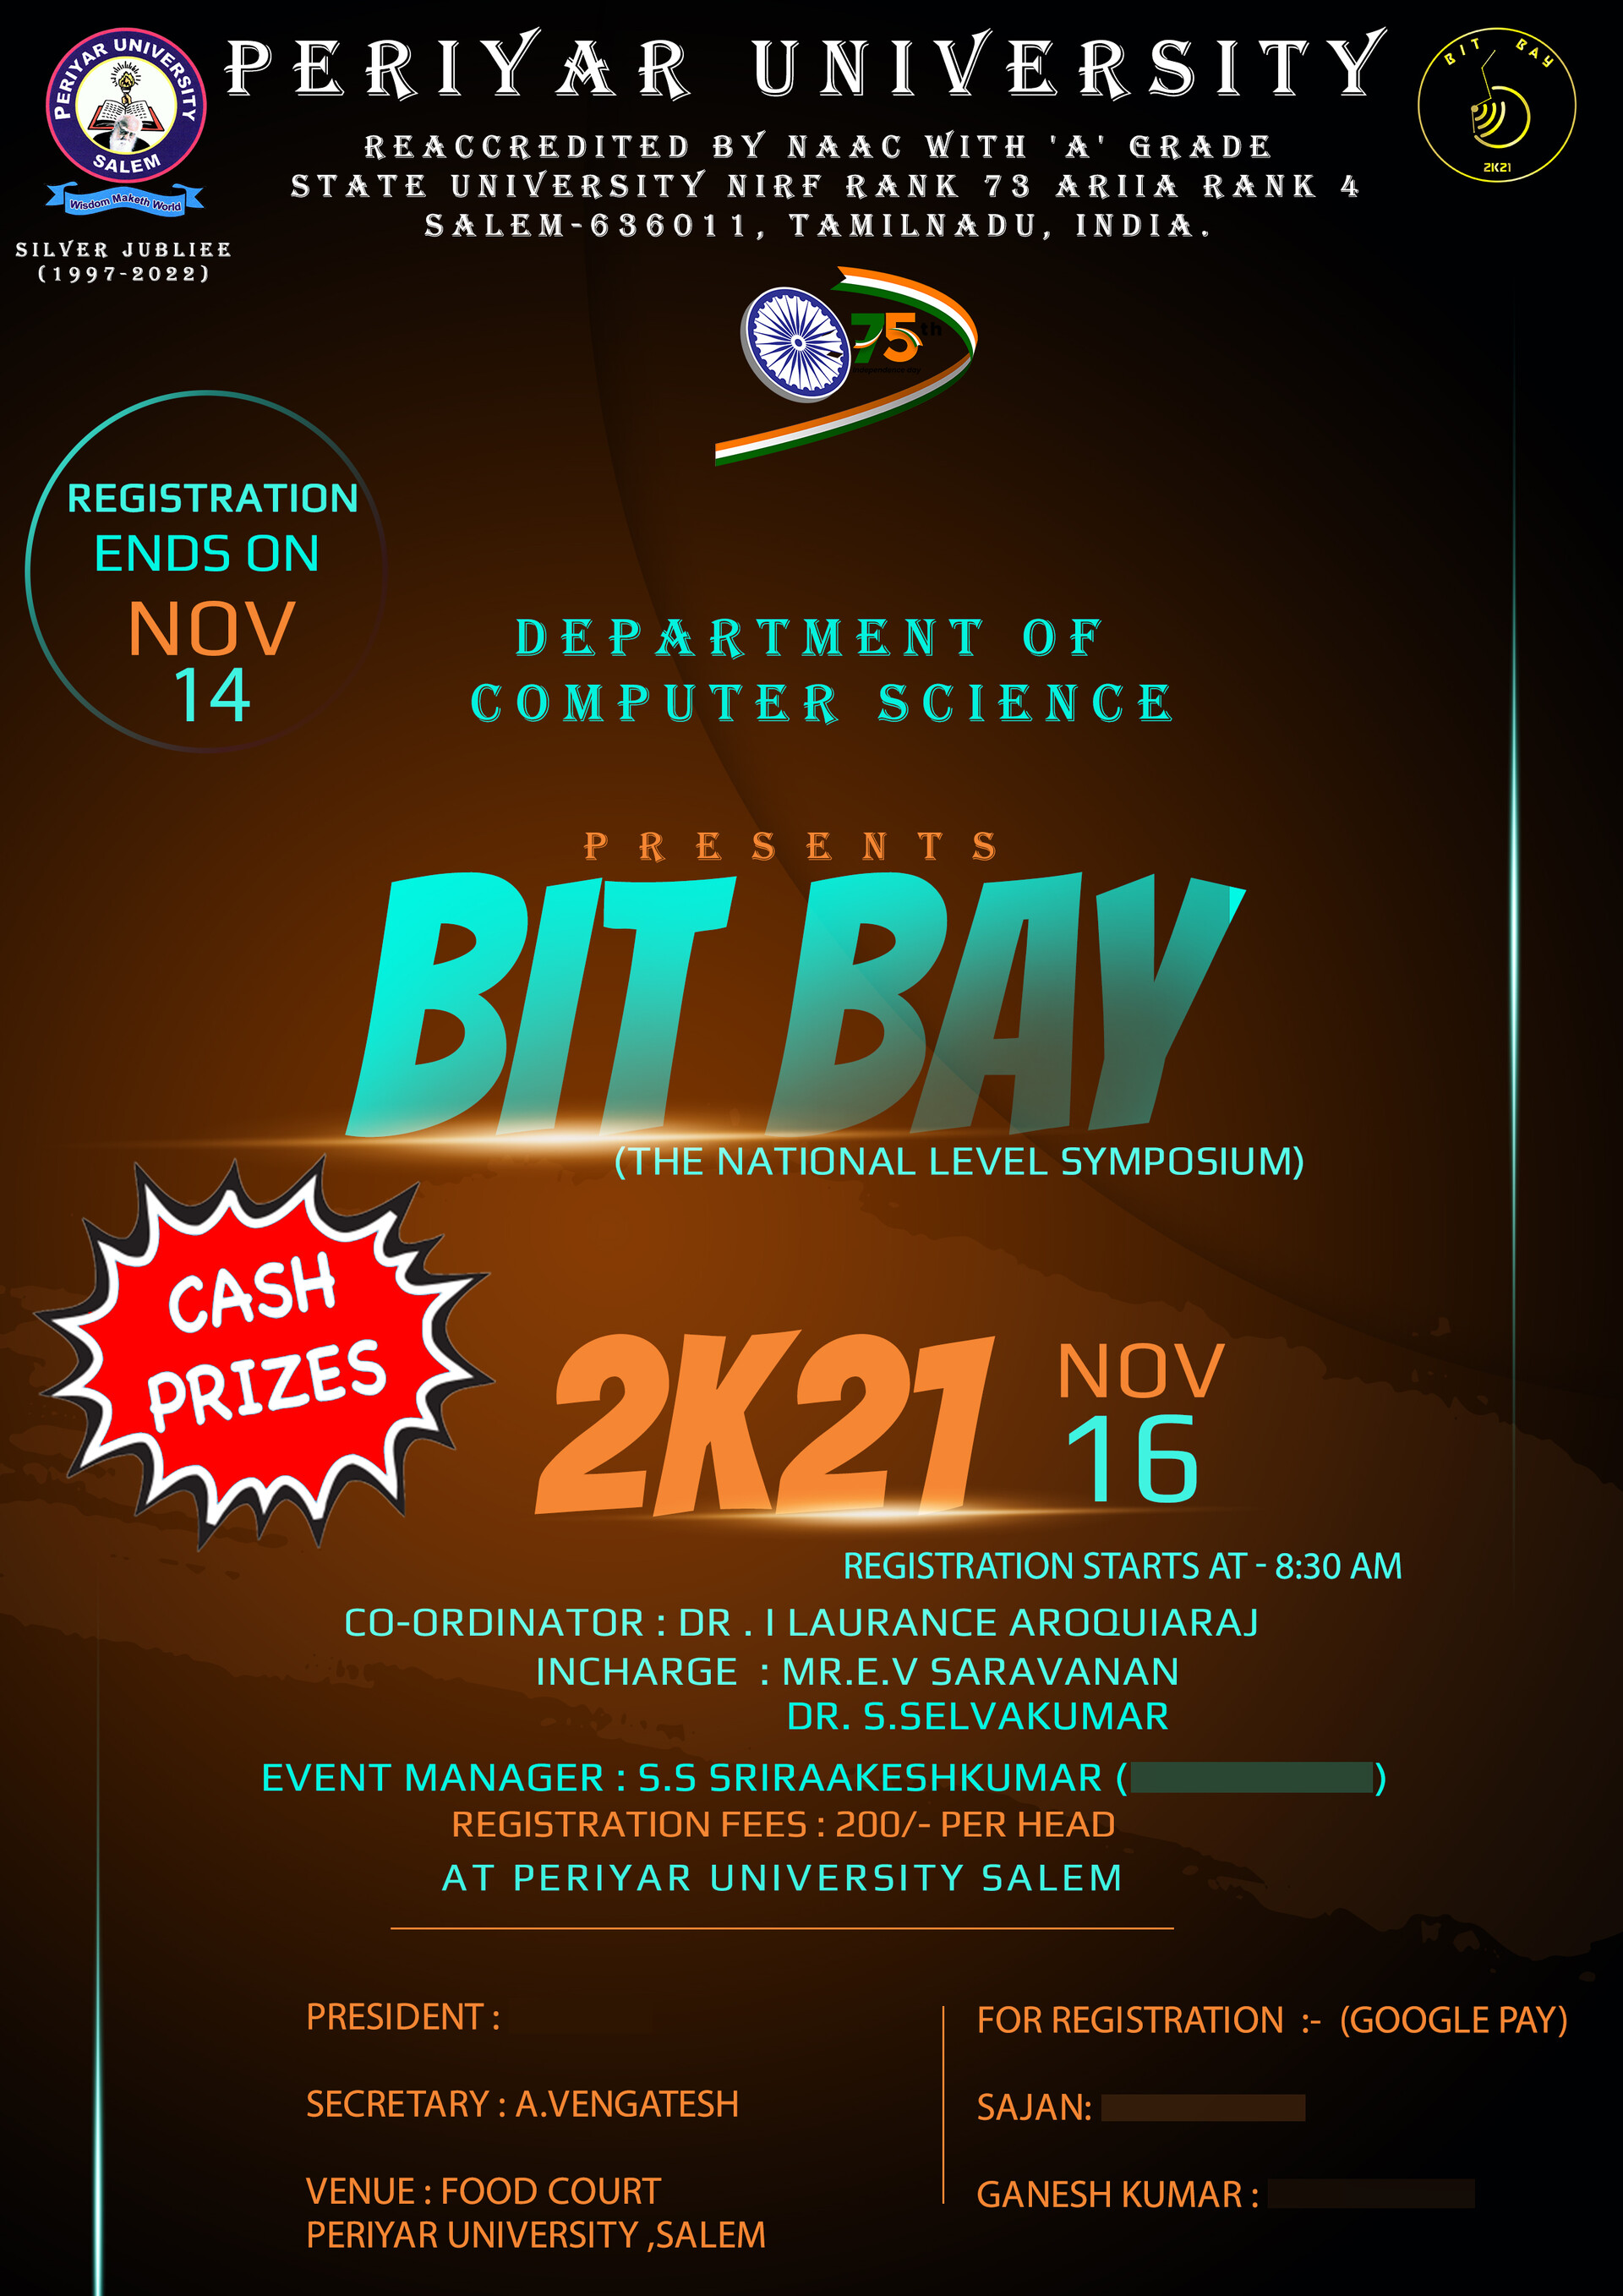 PERIYAR UNIVERSITY
REACCREDITED BY NAAC WITH 'A' GRADE
STATE UNIVERSITY NIRF RANK 73 ARIIA RANK 4
SALEM-636011, TAMILNADU, INDIA.
PERIYAR UNIVERSITY
SALEM
Wisdom Maketh World
SILVER JUBLIEE
(1997-2022)
BIT BAY
2K21
75th
independence day
REGISTRATION
ENDS ON
NOV
14
DEPARTMENT OF
COMPUTER SCIENCE
PRESENTS
BIT BAY
(THE NATIONAL LEVEL SYMPOSIUM)
CASH
PRIZES
2K21
NOV
16
REGISTRATION STARTS AT - 8:30 AM
CO-ORDINATOR : DR . I LAURANCE AROQUIARAJ
INCHARGE : MR.E.V SARAVANAN
DR. S.SELVAKUMAR
EVENT MANAGER : S.S SRIRAAKESHKUMAR ( )
REGISTRATION FEES : 200/- PER HEAD
AT PERIYAR UNIVERSITY SALEM
PRESIDENT :
SECRETARY : A.VENGATESH
VENUE : FOOD COURT
PERIYAR UNIVERSITY ,SALEM
FOR REGISTRATION :- (GOOGLE PAY)
SAJAN:
GANESH KUMAR :